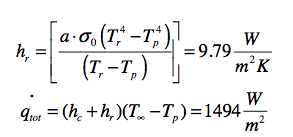 h_r = [a·σ_0(T_r^4 − T_p^4) / (T_r − T_p)] = 9.79 W / m^2 K
q̇_tot = (h_c + h_r)(T_∞ − T_p) = 1494 W / m^2